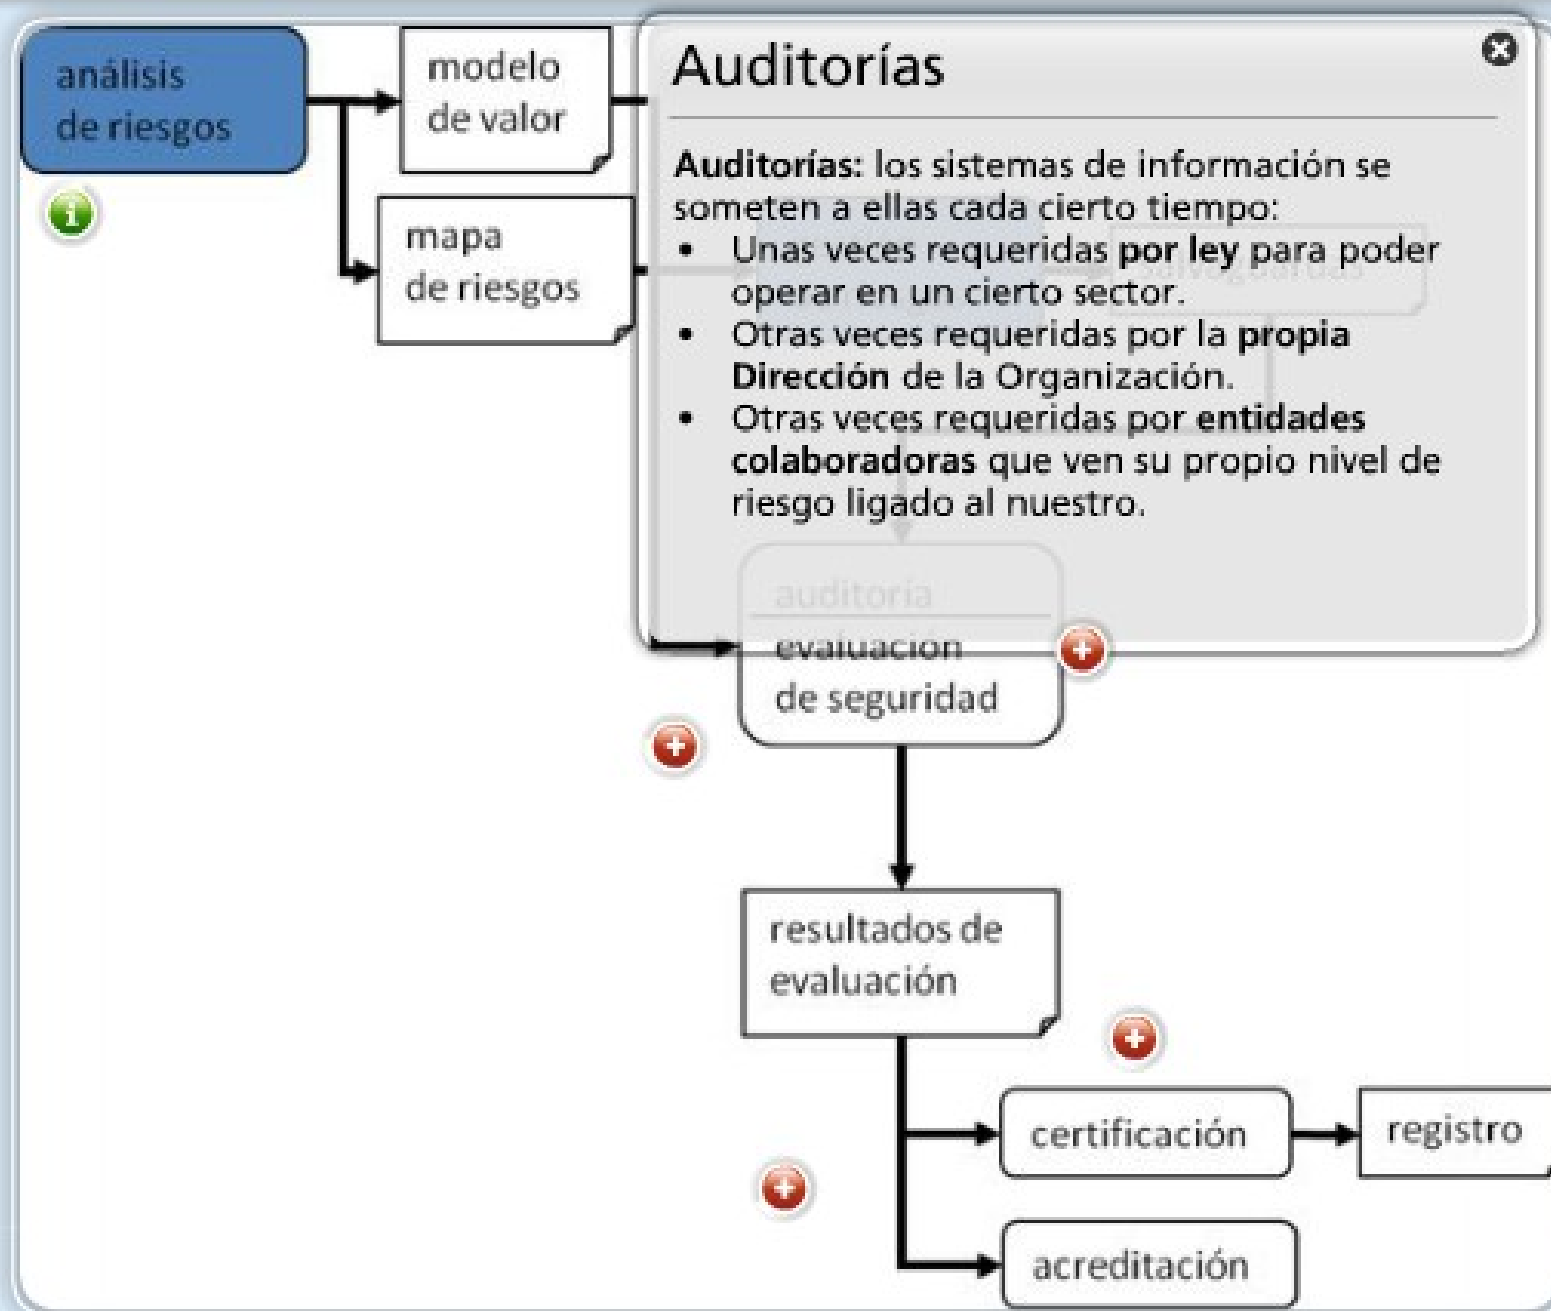 análisis
de riesgos
modelo
de valor
mapa
de riesgos
Auditorías
Auditorías: los sistemas de información se
someten a ellas cada cierto tiempo:
• Unas veces requeridas por ley para poder
operar en un cierto sector.
• Otras veces requeridas por la propia
Dirección de la Organización.
• Otras veces requeridas por entidades
colaboradoras que ven su propio nivel de
riesgo ligado al nuestro.
salvaguardas
auditoría
evaluación
de seguridad
resultados de
evaluación
certificación
registro
acreditación